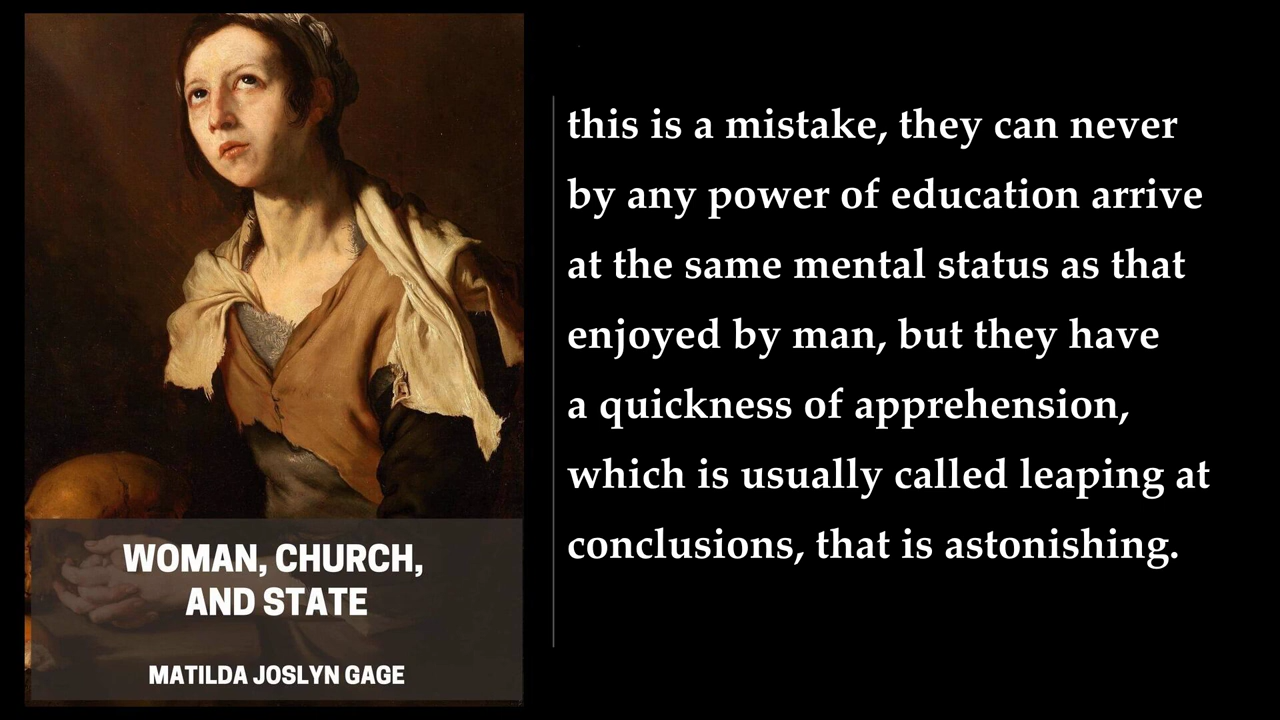 this is a mistake, they can never
by any power of education arrive
at the same mental status as that
enjoyed by man, but they have
a quickness of apprehension,
which is usually called leaping at
conclusions, that is astonishing.
WOMAN, CHURCH,
AND STATE
MATILDA JOSLYN GAGE